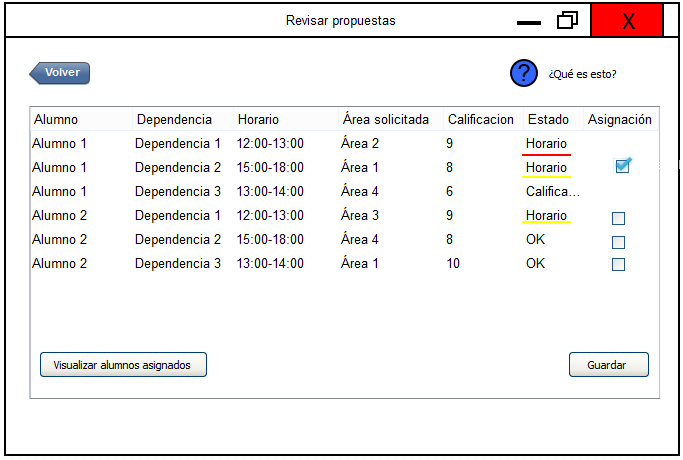 Revisar propuestas X
Volver
? ¿Qué es esto?
Alumno Dependencia Horario Área solicitada Calificacion Estado Asignación
Alumno 1 Dependencia 1 12:00-13:00 Área 2 9 Horario
Alumno 1 Dependencia 2 15:00-18:00 Área 1 8 Horario
Alumno 1 Dependencia 3 13:00-14:00 Área 4 6 Califica...
Alumno 2 Dependencia 1 12:00-13:00 Área 3 9 Horario
Alumno 2 Dependencia 2 15:00-18:00 Área 4 8 OK
Alumno 2 Dependencia 3 13:00-14:00 Área 1 10 OK
Visualizar alumnos asignados Guardar